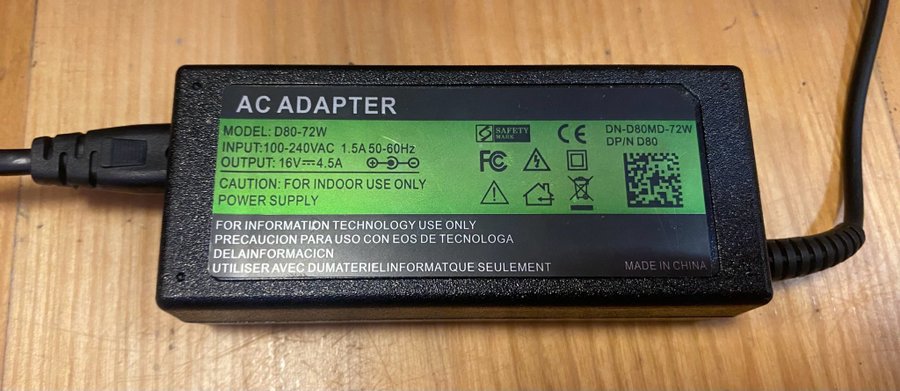 AC ADAPTER
MODEL: D80-72W
INPUT:100-240VAC 1.5A 50-60Hz
OUTPUT: 16V⎓4.5A
CAUTION: FOR INDOOR USE ONLY
POWER SUPPLY
SAFETY
MARK
CE
DN-D80MD-72W
DP/N D80
FC
FOR INFORMATION TECHNOLOGY USE ONLY
PRECAUCION PARA USO CON EOS DE TECNOLOGA
DELAINFORMACICN
UTILISER AVEC DUMATERIELINFORMATQUE SEULEMENT
MADE IN CHINA